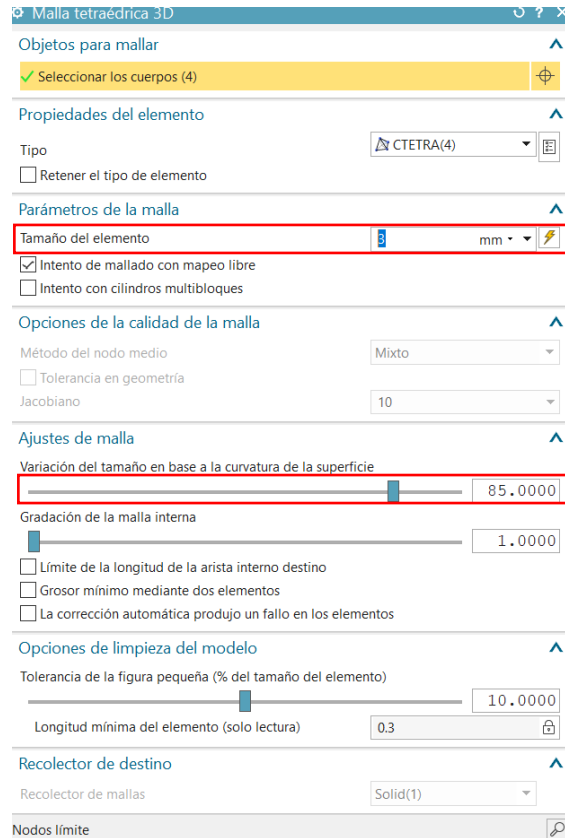 Malla tetraédrica 3D
Objetos para mallar
Seleccionar los cuerpos (4)
Propiedades del elemento
Tipo CTETRA(4)
Retener el tipo de elemento
Parámetros de la malla
Tamaño del elemento 3 mm
Intento de mallado con mapeo libre
Intento con cilindros multibloques
Opciones de la calidad de la malla
Método del nodo medio Mixto
Tolerancia en geometría
Jacobiano 10
Ajustes de malla
Variación del tamaño en base a la curvatura de la superficie
85.0000
Gradación de la malla interna
1.0000
Límite de la longitud de la arista interno destino
Grosor mínimo mediante dos elementos
La corrección automática produjo un fallo en los elementos
Opciones de limpieza del modelo
Tolerancia de la figura pequeña (% del tamaño del elemento)
10.0000
Longitud mínima del elemento (solo lectura) 0.3
Recolector de destino
Recolector de mallas Solid(1)
Nodos límite